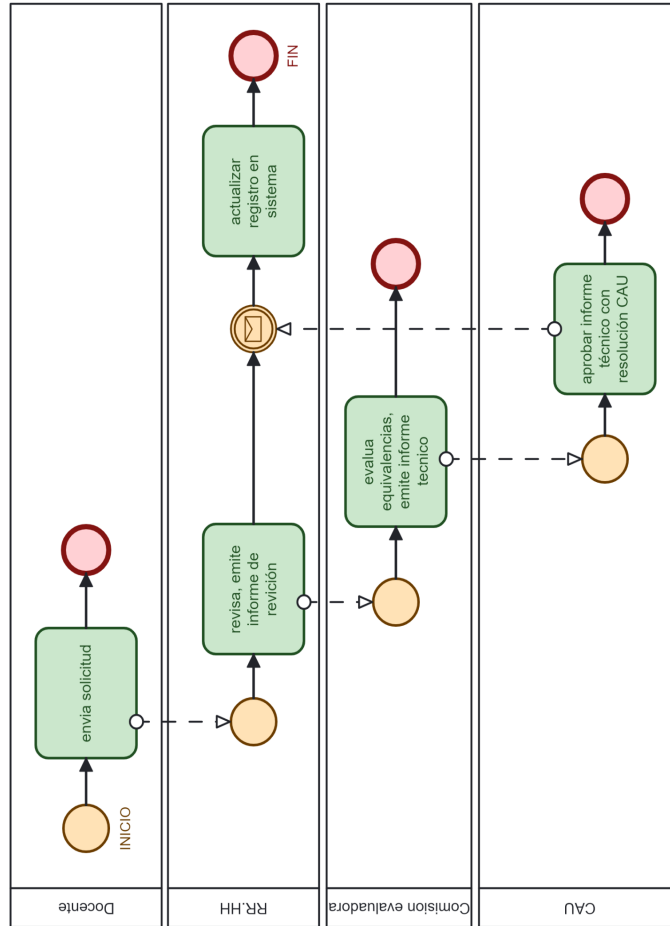 Docente
INICIO
envia solicitud
RR.HH
revisa, emite
informe de
revición
actualizar
registro en
sistema
FIN
Comision evaluadora
evalua
equivalencias,
emite informe
tecnico
CAU
aprobar informe
técnico con
resolución CAU